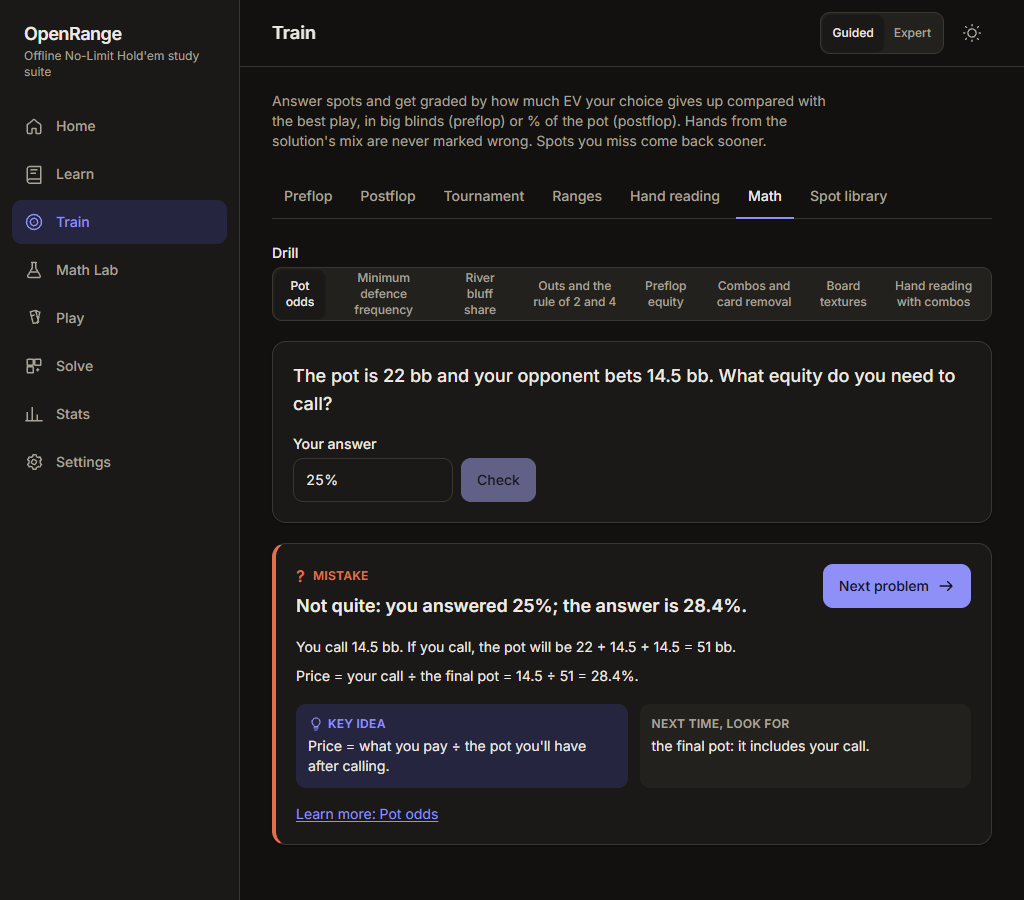 OpenRange
Offline No-Limit Hold'em study
suite
Home
Learn
Train
Math Lab
Play
Solve
Stats
Settings
Train
Guided
Expert
Answer spots and get graded by how much EV your choice gives up compared with
the best play, in big blinds (preflop) or % of the pot (postflop). Hands from the
solution's mix are never marked wrong. Spots you miss come back sooner.
Preflop
Postflop
Tournament
Ranges
Hand reading
Math
Spot library
Drill
Pot
odds
Minimum
defence
frequency
River
bluff
share
Outs and the
rule of 2 and 4
Preflop
equity
Combos and
card removal
Board
textures
Hand reading
with combos
The pot is 22 bb and your opponent bets 14.5 bb. What equity do you need to
call?
Your answer
25%
Check
? MISTAKE
Next problem →
Not quite: you answered 25%; the answer is 28.4%.
You call 14.5 bb. If you call, the pot will be 22 + 14.5 + 14.5 = 51 bb.
Price = your call ÷ the final pot = 14.5 ÷ 51 = 28.4%.
KEY IDEA
Price = what you pay ÷ the pot you'll have
after calling.
NEXT TIME, LOOK FOR
the final pot: it includes your call.
Learn more: Pot odds